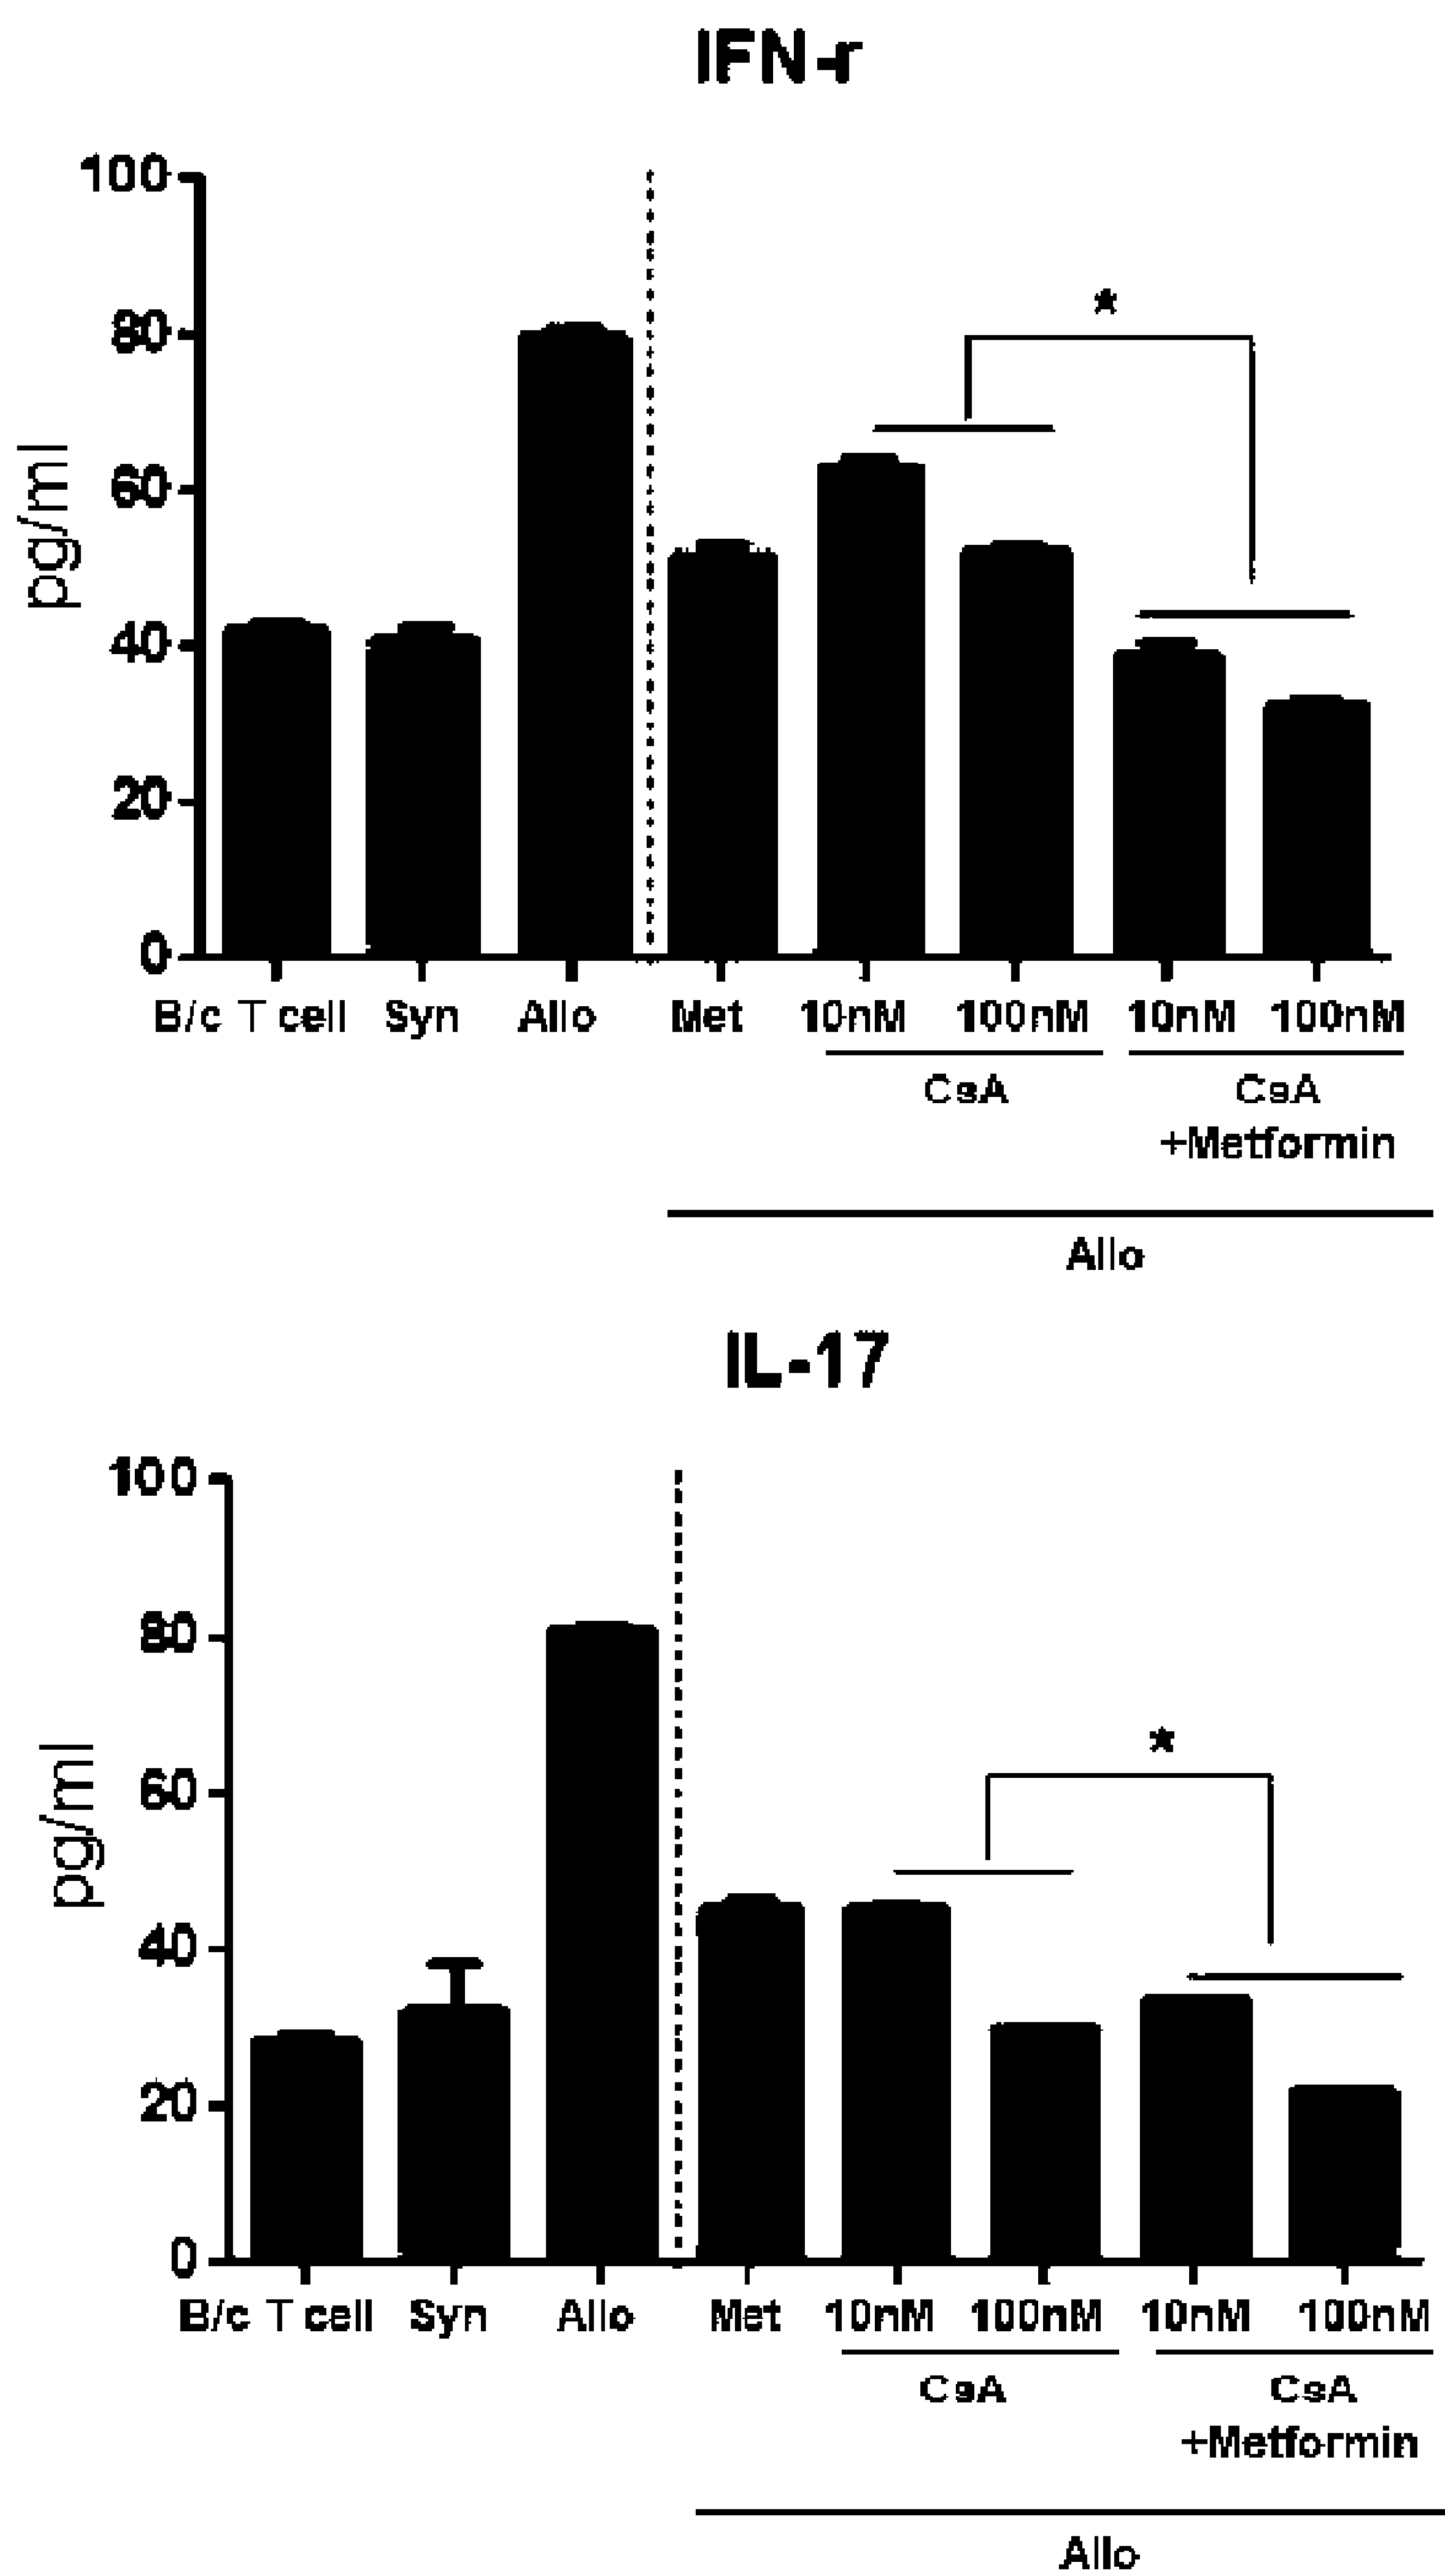 IFN-r
100
80
60
40
20
0
pg/ml
*
B/c T cell Syn Allo Met 10nM 100nM 10nM 100nM
CsA CsA
+Metformin
Allo
IL-17
100
80
60
40
20
0
pg/ml
*
B/c T cell Syn Allo Met 10nM 100nM 10nM 100nM
CsA CsA
+Metformin
Allo